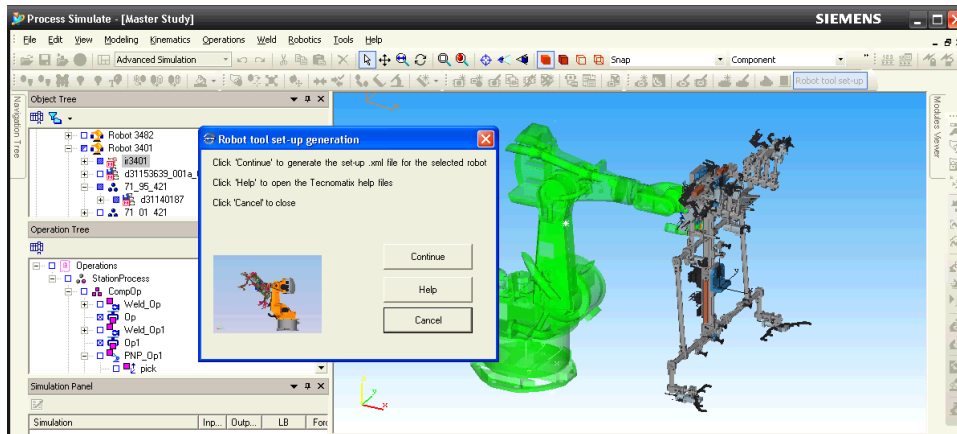 Process Simulate - [Master Study]
SIEMENS
File Edit View Modeling Kinematics Operations Weld Robotics Tools Help
Advanced Simulation
Snap
Component
Robot tool set-up
Navigation Tree
Object Tree
Robot 3482
Robot 3401
ir3401
d31153639_001a_
71_95_421
d31140187
71 01 421
Operation Tree
Operations
StationProcess
CompOp
Weld_Op
Op
Weld_Op1
Op1
PNP_Op1
pick
Simulation Panel
Simulation Inp... Outp... LB Forc
Robot tool set-up generation
Click 'Continue' to generate the set-up .xml file for the selected robot
Click 'Help' to open the Tecnomatix help files
Click 'Cancel' to close
Continue
Help
Cancel
Modules Viewer
x
y
z
y
x